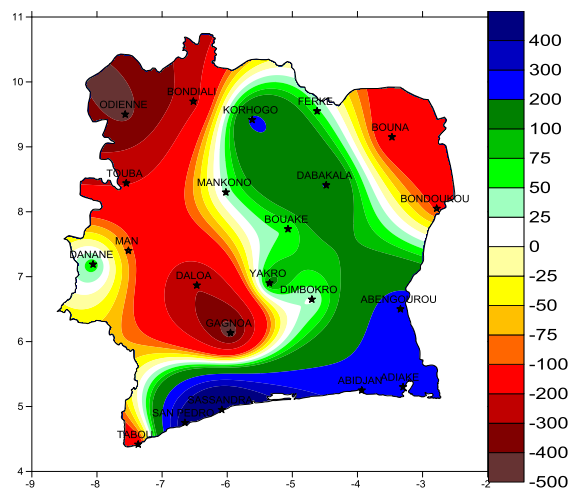 11
10
9
8
7
6
5
4
-9
-8
-7
-6
-5
-4
-3
-2
ODIENNE
BONDIALI
KORHOGO
FERKE
BOUNA
TOUBA
MANKONO
DABAKALA
BONDOUKOU
BOUAKE
MAN
DANANE
DALOA
YAKRO
DIMBOKRO
ABENGOUROU
GAGNOA
ABIDJAN
ADIAKE
SASSANDRA
SAN PEDRO
TABOU
400
300
200
100
75
50
25
0
-25
-50
-75
-100
-200
-300
-400
-500